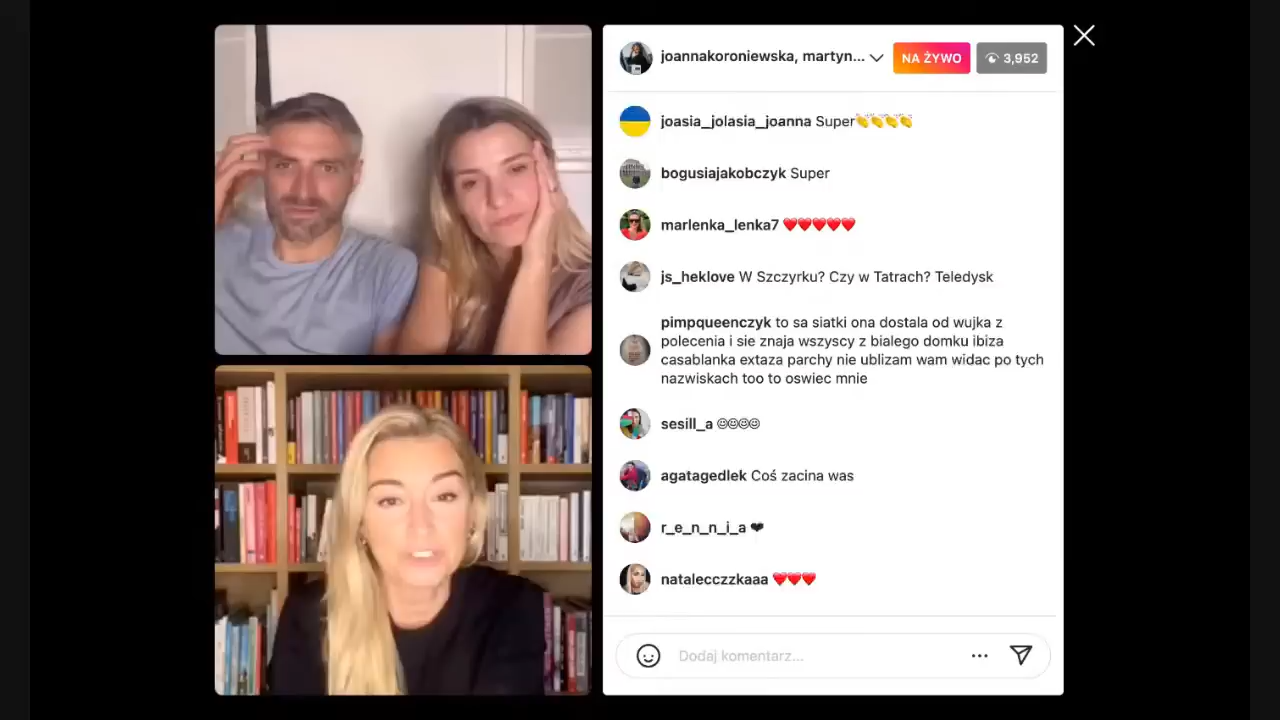 joannakoroniewska, martyn...
NA ŻYWO
3,952
joasia_jolasia_joanna Super👏👏👏👏
bogusiajakobczyk Super
marlenka_lenka7 ❤️❤️❤️❤️❤️
js_heklove W Szczyrku? Czy w Tatrach? Teledysk
pimpqueenczyk to sa siatki ona dostala od wujka z
polecenia i sie znaja wszyscy z bialego domku ibiza
casablanka extaza parchy nie ublizam wam widac po tych
nazwiskach too to oswiec mnie
sesill_a ☺☺☺☺
agatagedlek Coś zacina was
r_e_n_n_i_a ❤
natalecczzkaaa ❤️❤️❤️
Dodaj komentarz...